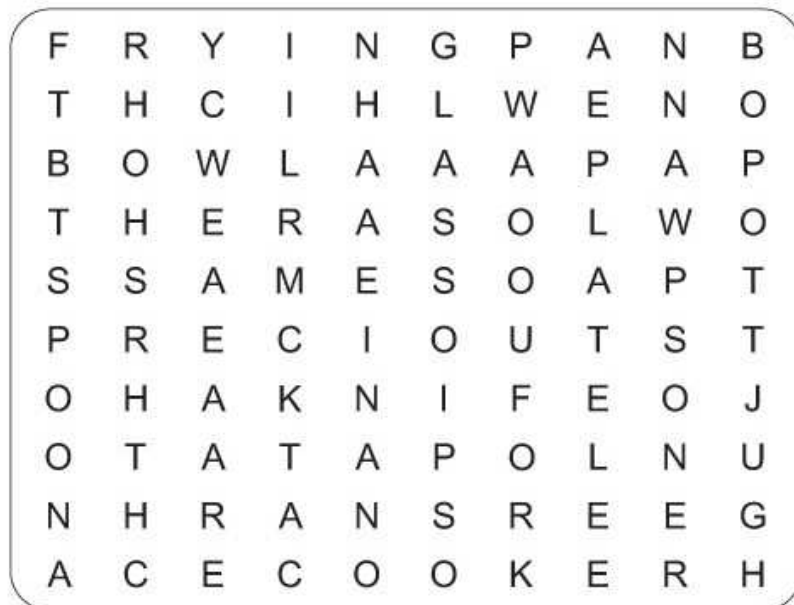 F R Y I N G P A N B
T H C I H L W E N O
B O W L A A A P A P
T H E R A S O L W O
S S A M E S O A P T
P R E C I O U T S T
O H A K N I F E O J
O T A T A P O L N U
N H R A N S R E E G
A C E C O O K E R H